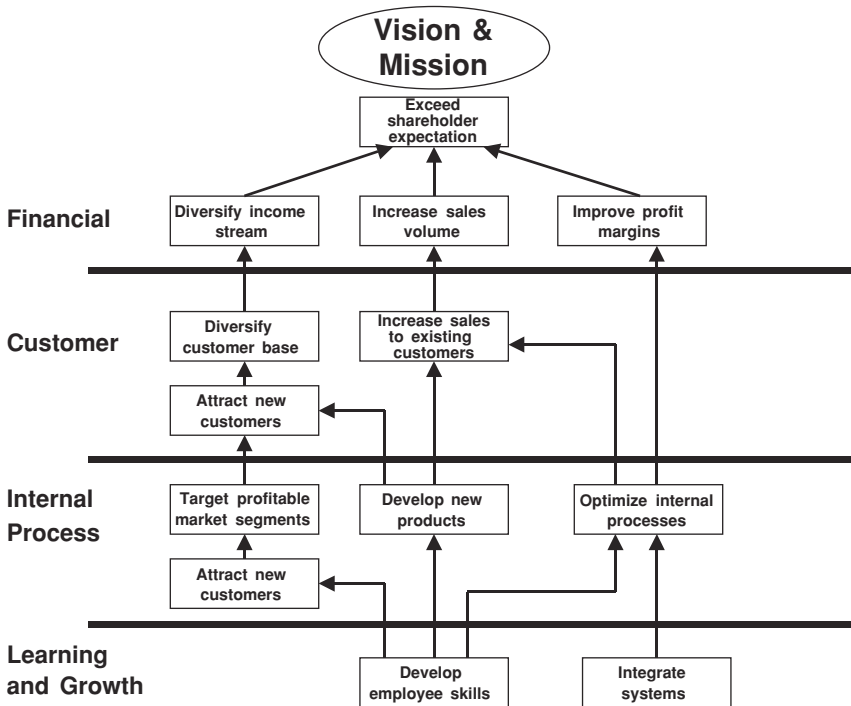 Vision &
Mission
Exceed
shareholder
expectation
Financial
Diversify income
stream
Increase sales
volume
Improve profit
margins
Customer
Diversify
customer base
Increase sales
to existing
customers
Attract new
customers
Internal
Process
Target profitable
market segments
Develop new
products
Optimize internal
processes
Attract new
customers
Learning
and Growth
Develop
employee skills
Integrate
systems